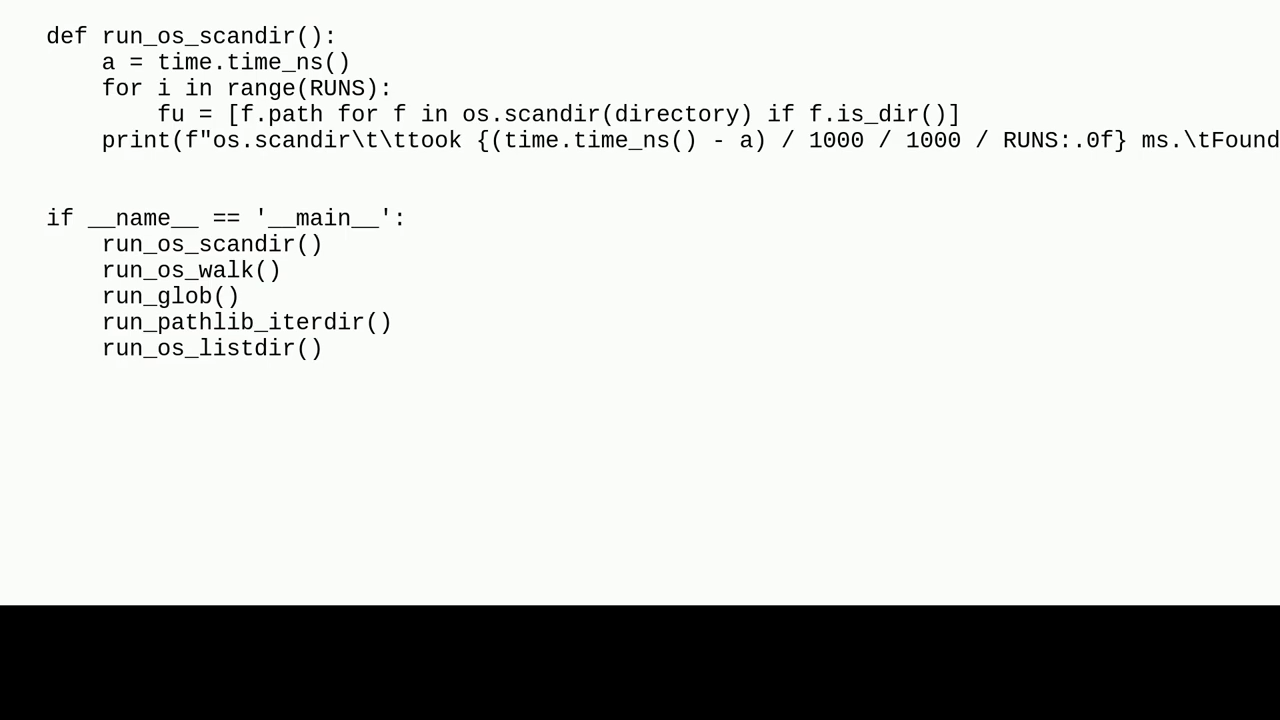 def run_os_scandir():
    a = time.time_ns()
    for i in range(RUNS):
        fu = [f.path for f in os.scandir(directory) if f.is_dir()]
    print(f"os.scandir\t\ttook {(time.time_ns() - a) / 1000 / 1000 / RUNS:.0f} ms.\tFound
if __name__ == '__main__':
    run_os_scandir()
    run_os_walk()
    run_glob()
    run_pathlib_iterdir()
    run_os_listdir()